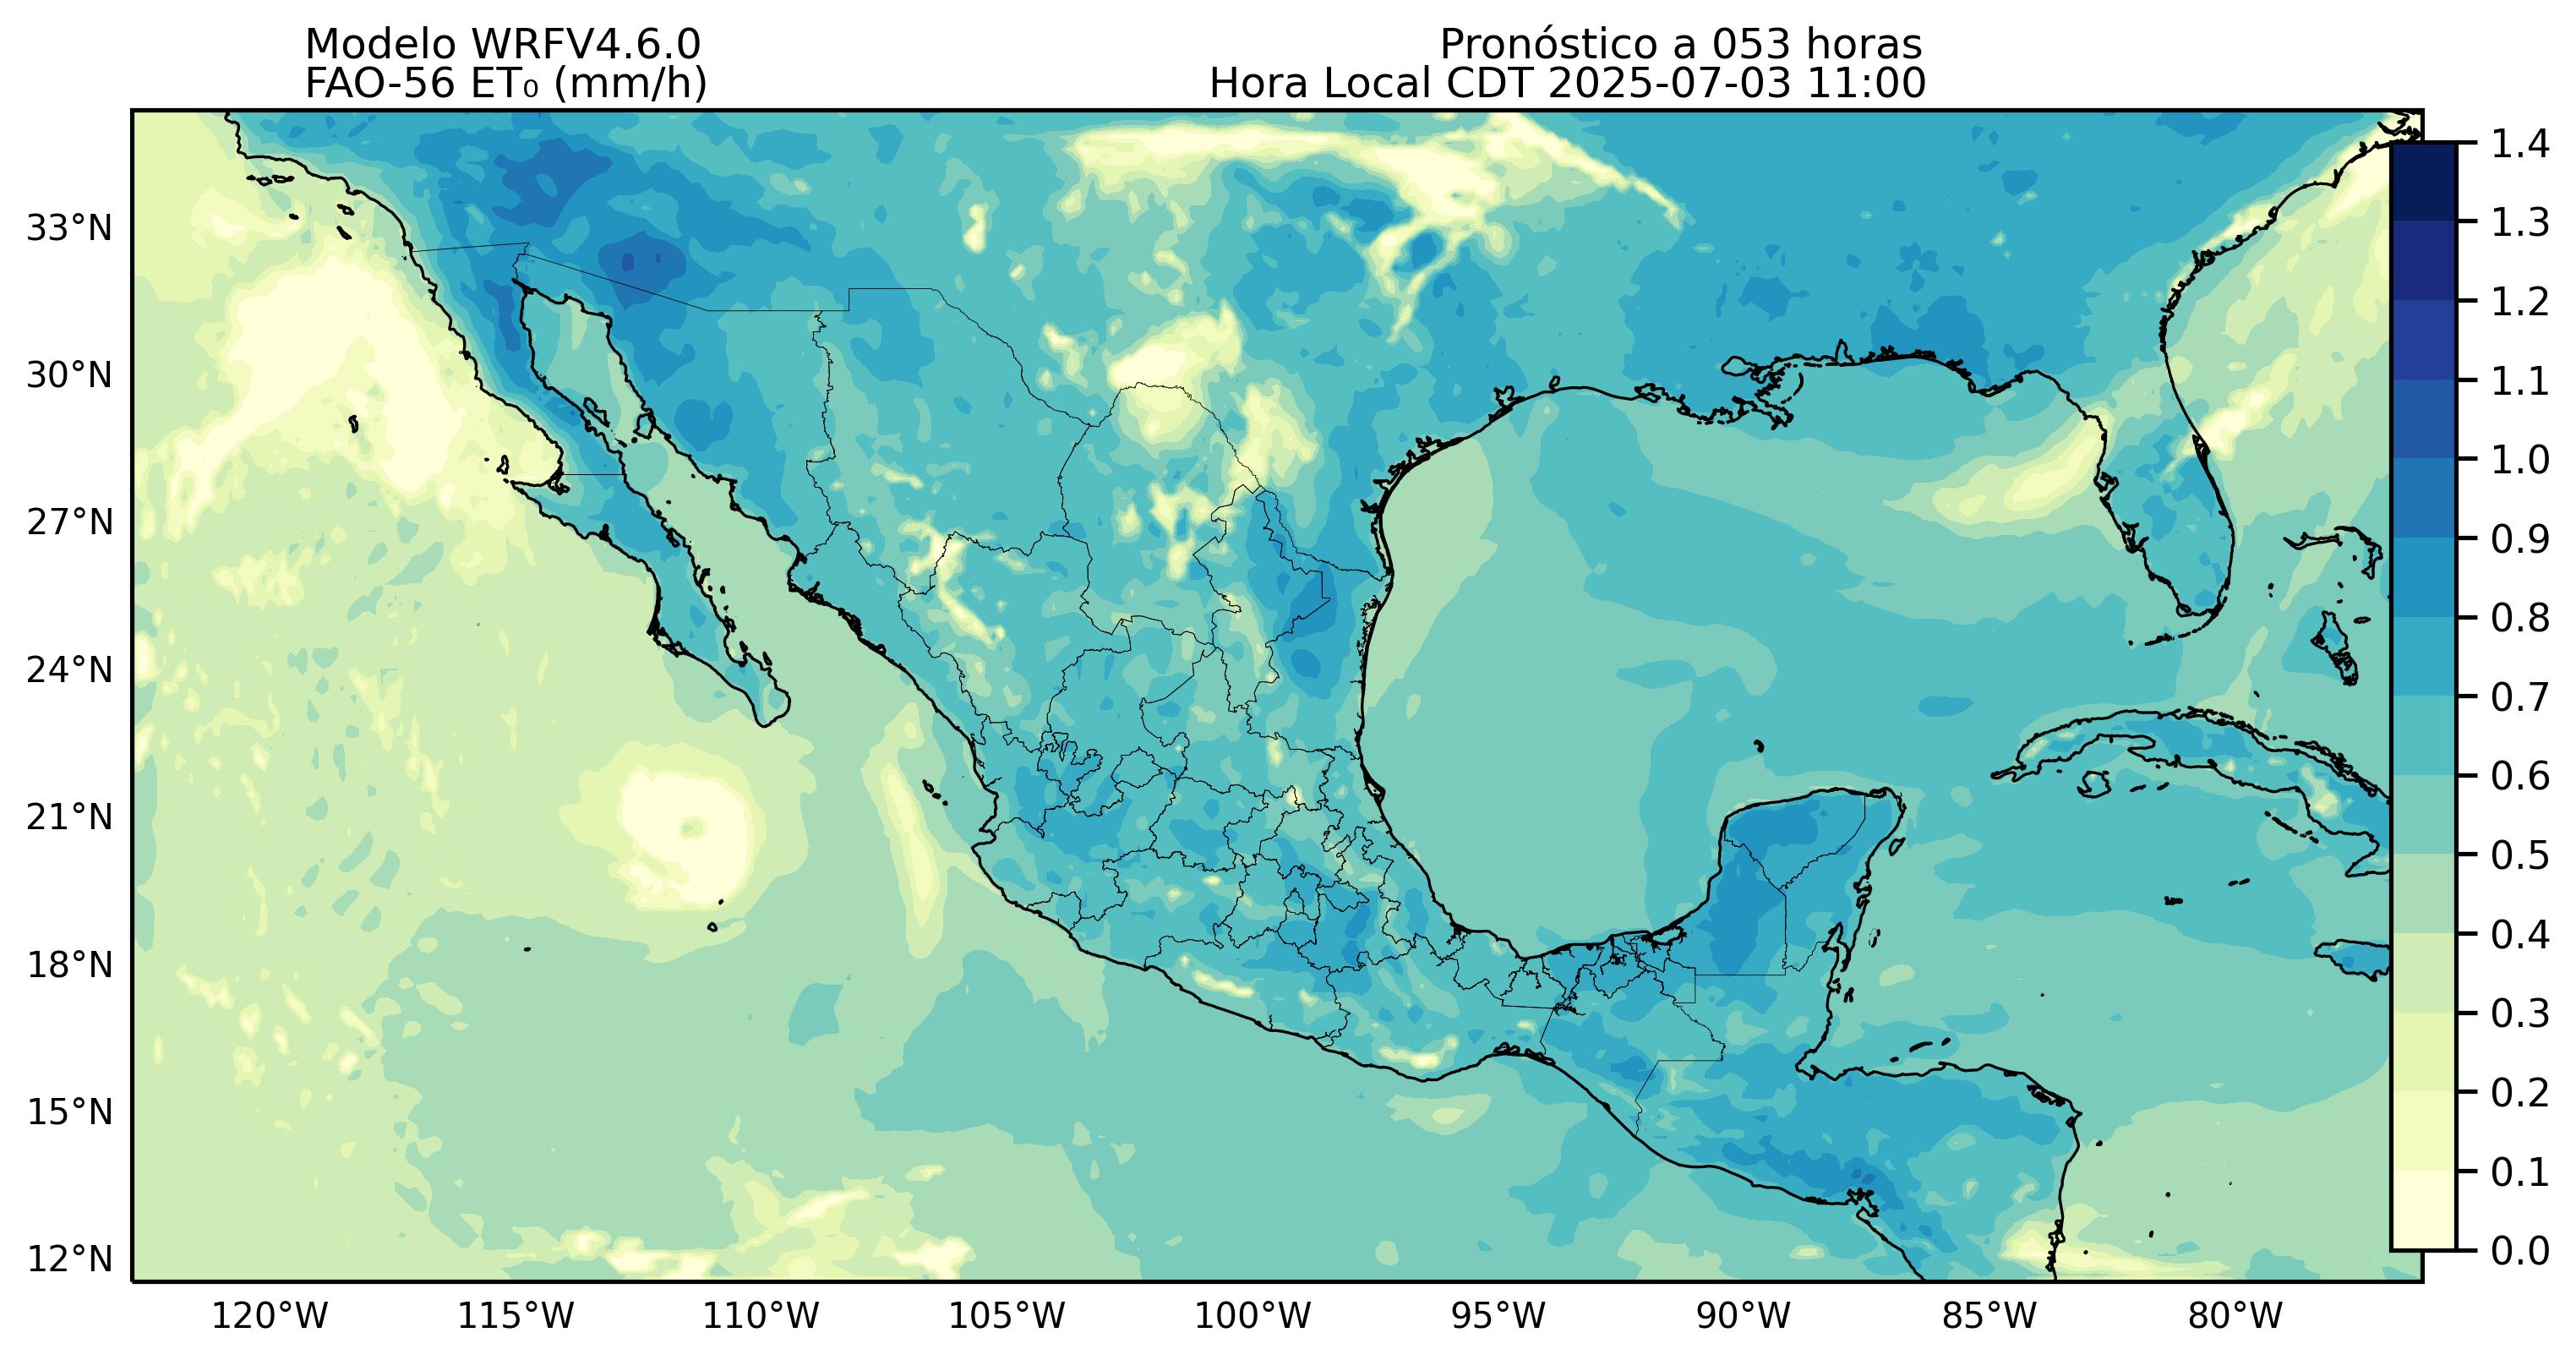 Modelo WRFV4.6.0
FAO-56 ET₀ (mm/h)
Pronóstico a 053 horas
Hora Local CDT 2025-07-03 11:00
33°N
30°N
27°N
24°N
21°N
18°N
15°N
12°N
120°W
115°W
110°W
105°W
100°W
95°W
90°W
85°W
80°W
1.4
1.3
1.2
1.1
1.0
0.9
0.8
0.7
0.6
0.5
0.4
0.3
0.2
0.1
0.0